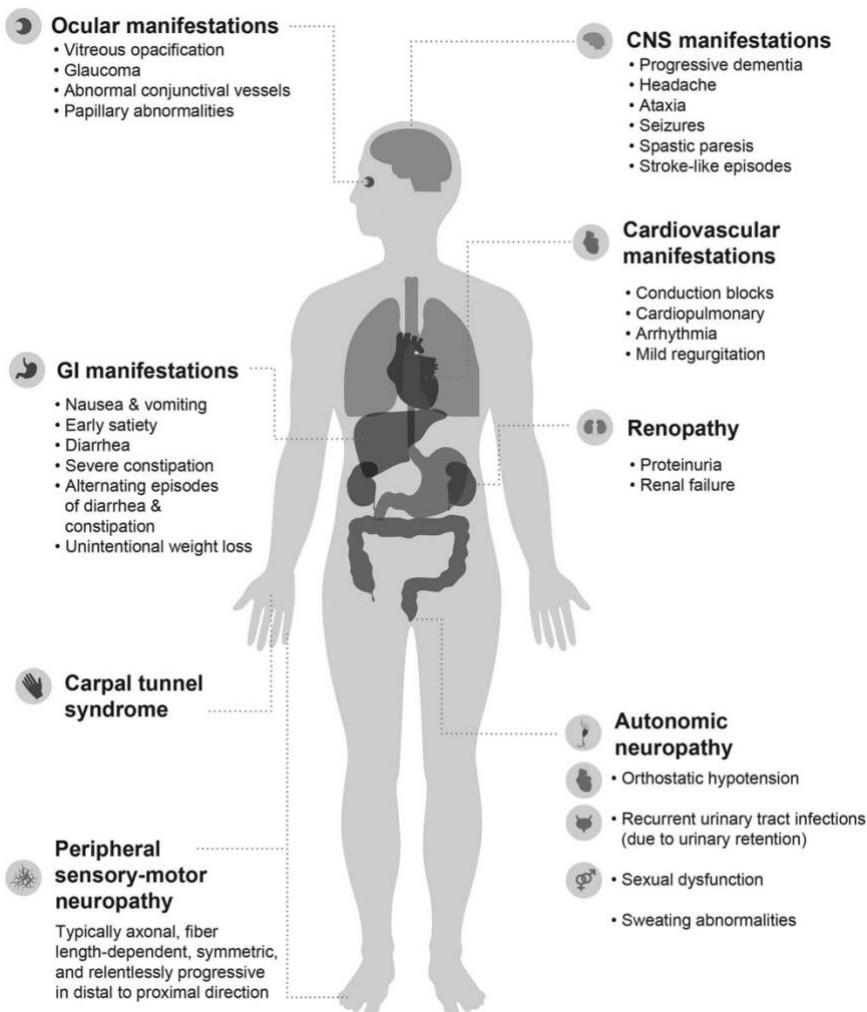 Ocular manifestations
• Vitreous opacification
• Glaucoma
• Abnormal conjunctival vessels
• Papillary abnormalities
CNS manifestations
• Progressive dementia
• Headache
• Ataxia
• Seizures
• Spastic paresis
• Stroke-like episodes
Cardiovascular
manifestations
• Conduction blocks
• Cardiopulmonary
• Arrhythmia
• Mild regurgitation
GI manifestations
• Nausea & vomiting
• Early satiety
• Diarrhea
• Severe constipation
• Alternating episodes
of diarrhea &
constipation
• Unintentional weight loss
Renopathy
• Proteinuria
• Renal failure
Carpal tunnel
syndrome
Autonomic
neuropathy
• Orthostatic hypotension
• Recurrent urinary tract infections
(due to urinary retention)
• Sexual dysfunction
• Sweating abnormalities
Peripheral
sensory-motor
neuropathy
Typically axonal, fiber
length-dependent, symmetric,
and relentlessly progressive
in distal to proximal direction